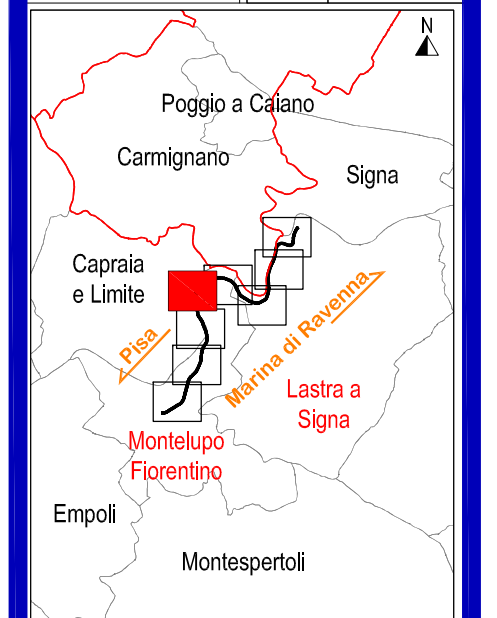 N
Poggio a Caiano
Carmignano
Signa
Capraia
e Limite
Pisa
Marina di Ravenna
Lastra a
Signa
Montelupo
Fiorentino
Empoli
Montespertoli